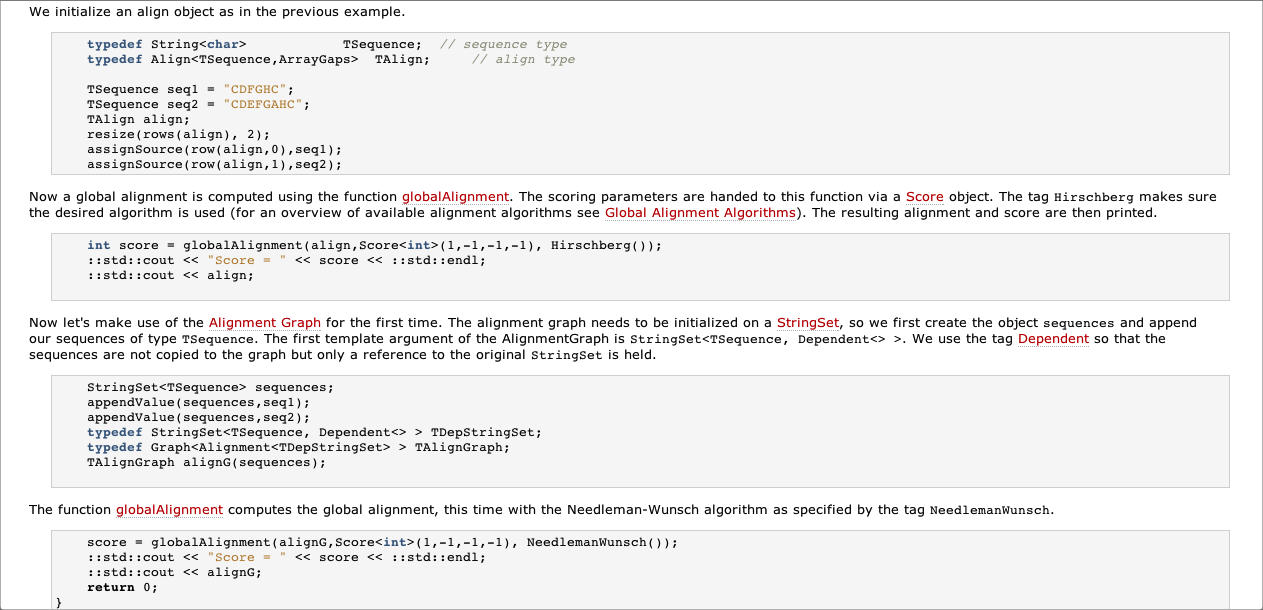 We initialize an align object as in the previous example.
typedef String<char>            TSequence;  // sequence type
typedef Align<TSequence,ArrayGaps>  TAlign;     // align type
TSequence seq1 = "CDFGHC";
TSequence seq2 = "CDEFGAHC";
TAlign align;
resize(rows(align), 2);
assignSource(row(align,0),seq1);
assignSource(row(align,1),seq2);
Now a global alignment is computed using the function globalAlignment. The scoring parameters are handed to this function via a Score object. The tag Hirschberg makes sure
the desired algorithm is used (for an overview of available alignment algorithms see Global Alignment Algorithms). The resulting alignment and score are then printed.
int score = globalAlignment(align,Score<int>(1,-1,-1,-1), Hirschberg());
::std::cout << "Score = " << score << ::std::endl;
::std::cout << align;
Now let's make use of the Alignment Graph for the first time. The alignment graph needs to be initialized on a StringSet, so we first create the object sequences and append
our sequences of type TSequence. The first template argument of the AlignmentGraph is StringSet<TSequence, Dependent<> >. We use the tag Dependent so that the
sequences are not copied to the graph but only a reference to the original StringSet is held.
StringSet<TSequence> sequences;
appendValue(sequences,seq1);
appendValue(sequences,seq2);
typedef StringSet<TSequence, Dependent<> > TDepStringSet;
typedef Graph<Alignment<TDepStringSet> > TAlignGraph;
TAlignGraph alignG(sequences);
The function globalAlignment computes the global alignment, this time with the Needleman-Wunsch algorithm as specified by the tag NeedlemanWunsch.
score = globalAlignment(alignG,Score<int>(1,-1,-1,-1), NeedlemanWunsch());
::std::cout << "Score = " << score << ::std::endl;
::std::cout << alignG;
return 0;
}